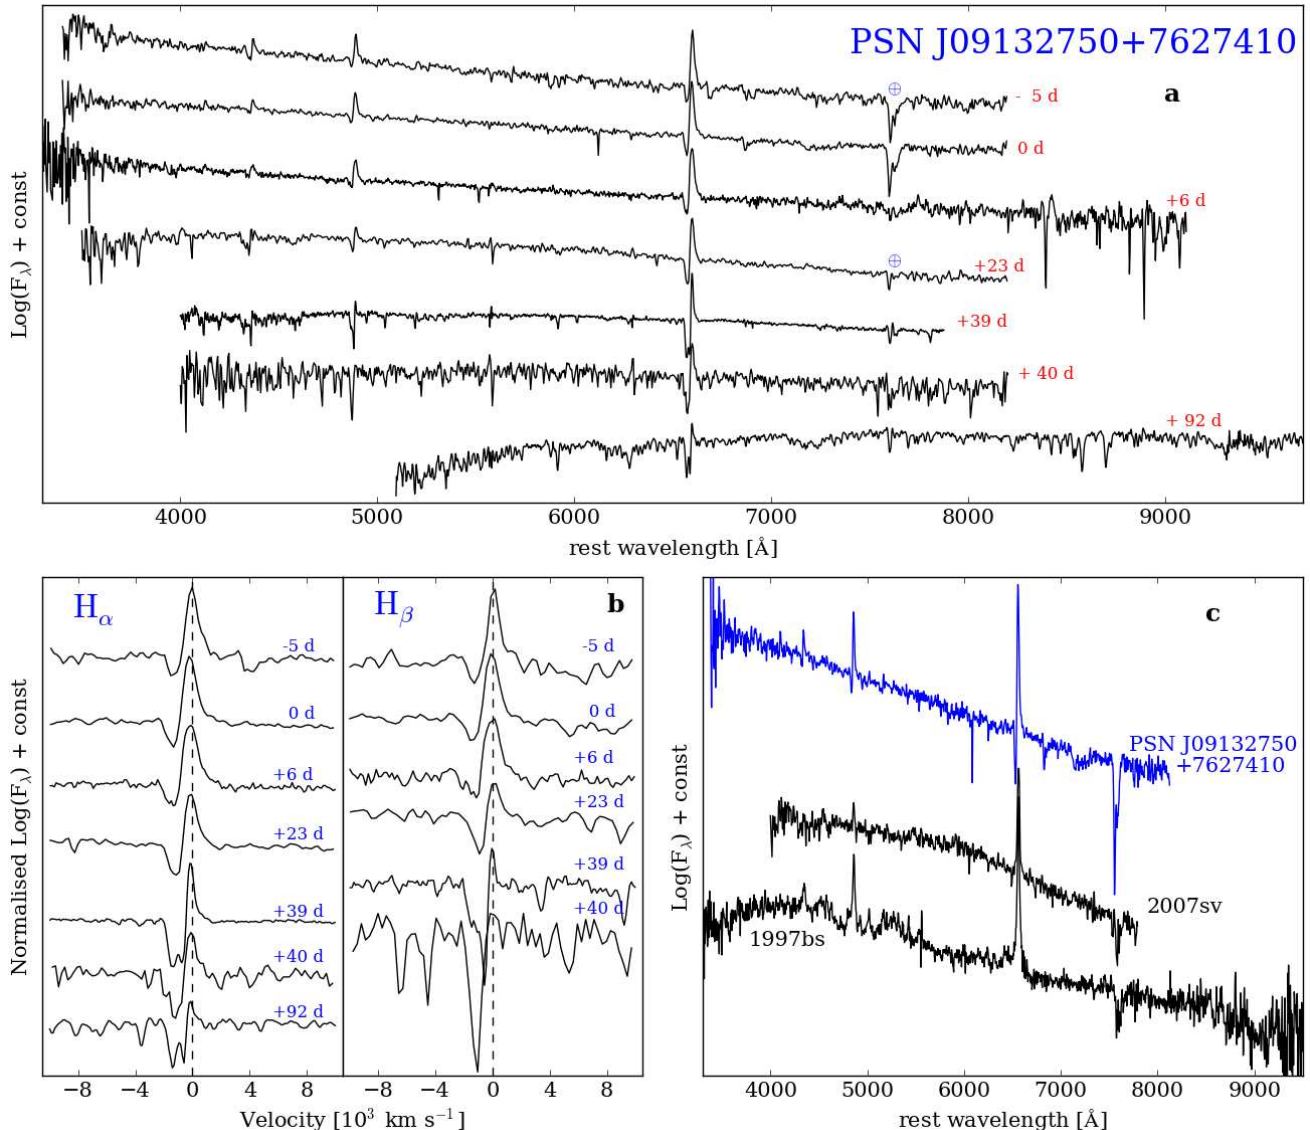 PSN J09132750+7627410
a
⊕
- 5 d
0 d
+6 d
⊕
+23 d
+39 d
+ 40 d
+ 92 d
Log(Fλ) + const
4000 5000 6000 7000 8000 9000
rest wavelength [Å]
Hα
-5 d
0 d
+6 d
+23 d
+39 d
+40 d
+92 d
Hβ
b
-5 d
0 d
+6 d
+23 d
+39 d
+40 d
Normalised Log(Fλ) + const
−8 −4 0 4 8
−8 −4 0 4 8
Velocity [10³ km s⁻¹]
c
PSN J09132750
+7627410
2007sv
1997bs
Log(Fλ) + const
4000 5000 6000 7000 8000 9000
rest wavelength [Å]